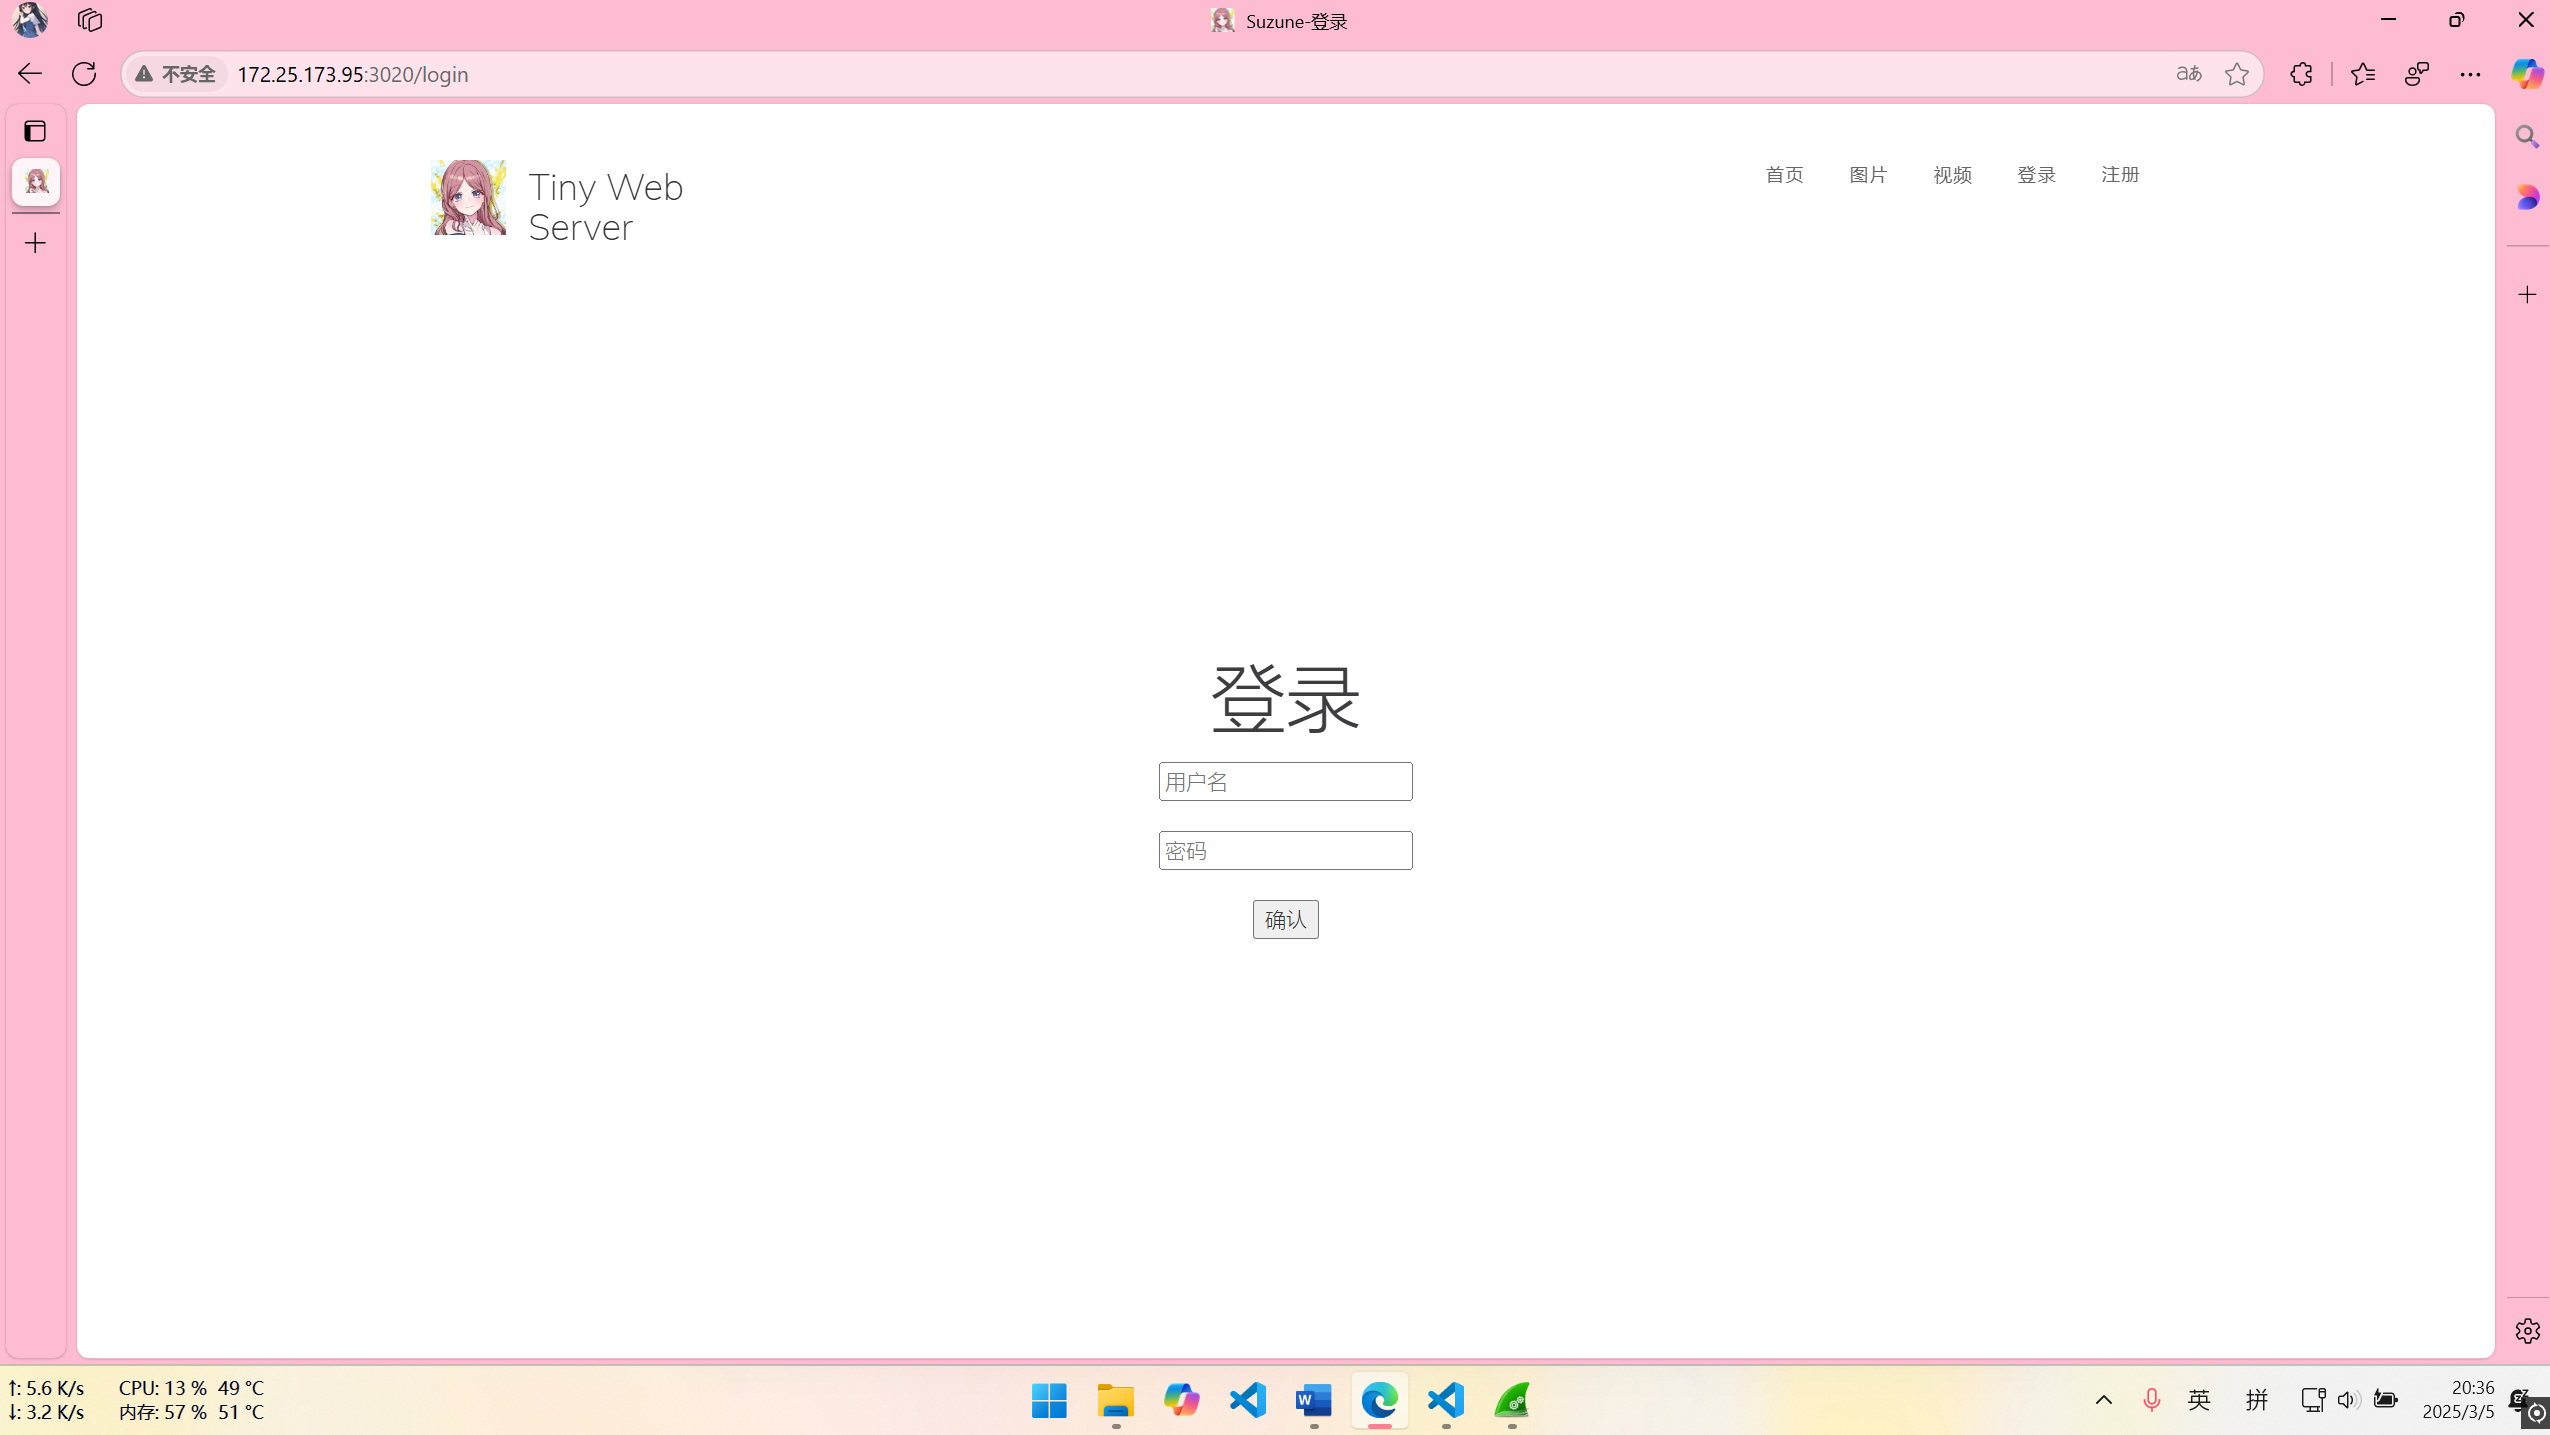 Suzune-登录
不安全 172.25.173.95:3020/login
aあ
Tiny Web
Server
首页 图片 视频 登录 注册
登录
用户名
密码
确认
↑: 5.6 K/s CPU: 13 % 49 °C
↓: 3.2 K/s 内存: 57 % 51 °C
W
英 拼
20:36
2025/3/5